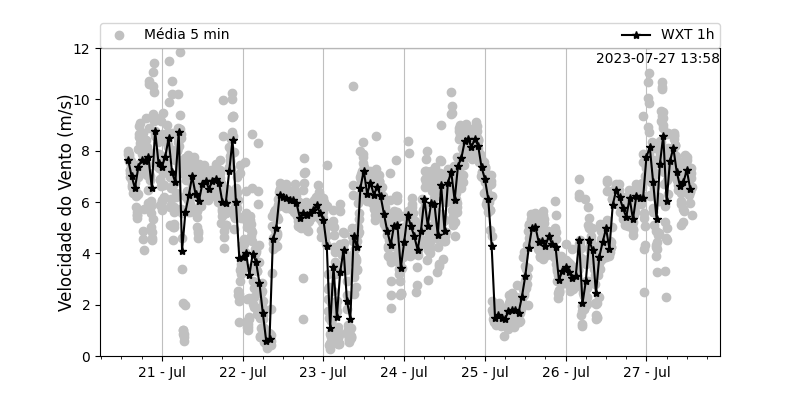 Média 5 min
WXT 1h
2023-07-27 13:58
Velocidade do Vento (m/s)
12
10
8
6
4
2
0
21 - Jul
22 - Jul
23 - Jul
24 - Jul
25 - Jul
26 - Jul
27 - Jul